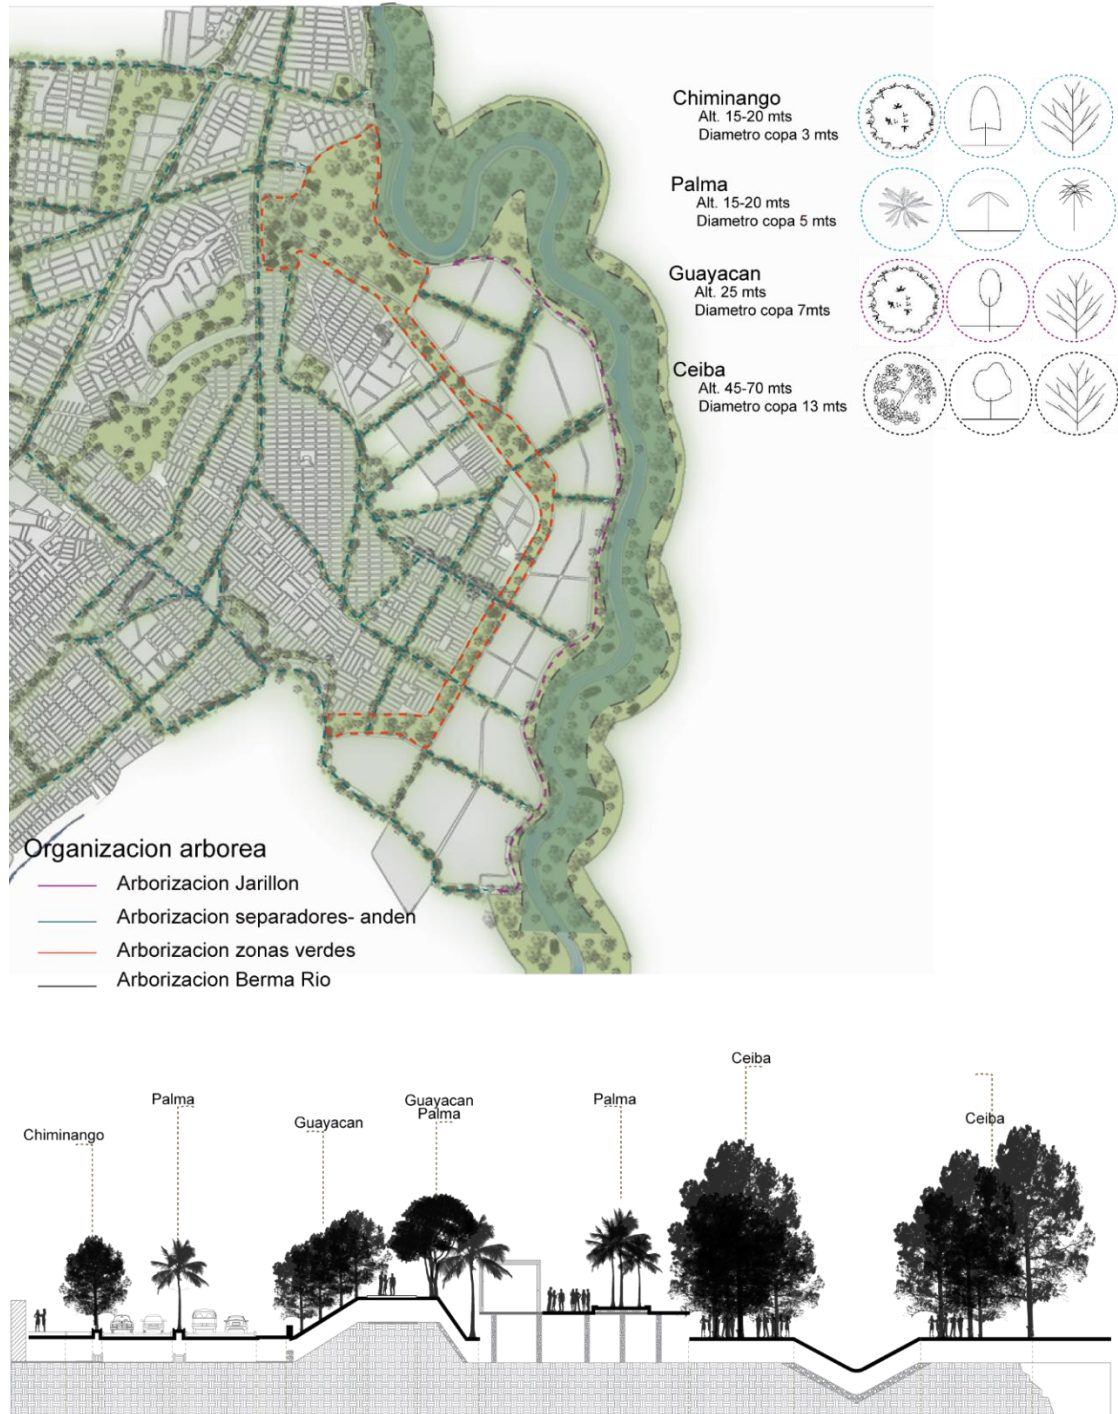 Chiminango
Alt. 15-20 mts
Diametro copa 3 mts
Palma
Alt. 15-20 mts
Diametro copa 5 mts
Guayacan
Alt. 25 mts
Diametro copa 7mts
Ceiba
Alt. 45-70 mts
Diametro copa 13 mts
Organizacion arborea
Arborizacion Jarillon
Arborizacion separadores- anden
Arborizacion zonas verdes
Arborizacion Berma Rio
Chiminango
Palma
Guayacan
Guayacan
Palma
Palma
Ceiba
Ceiba